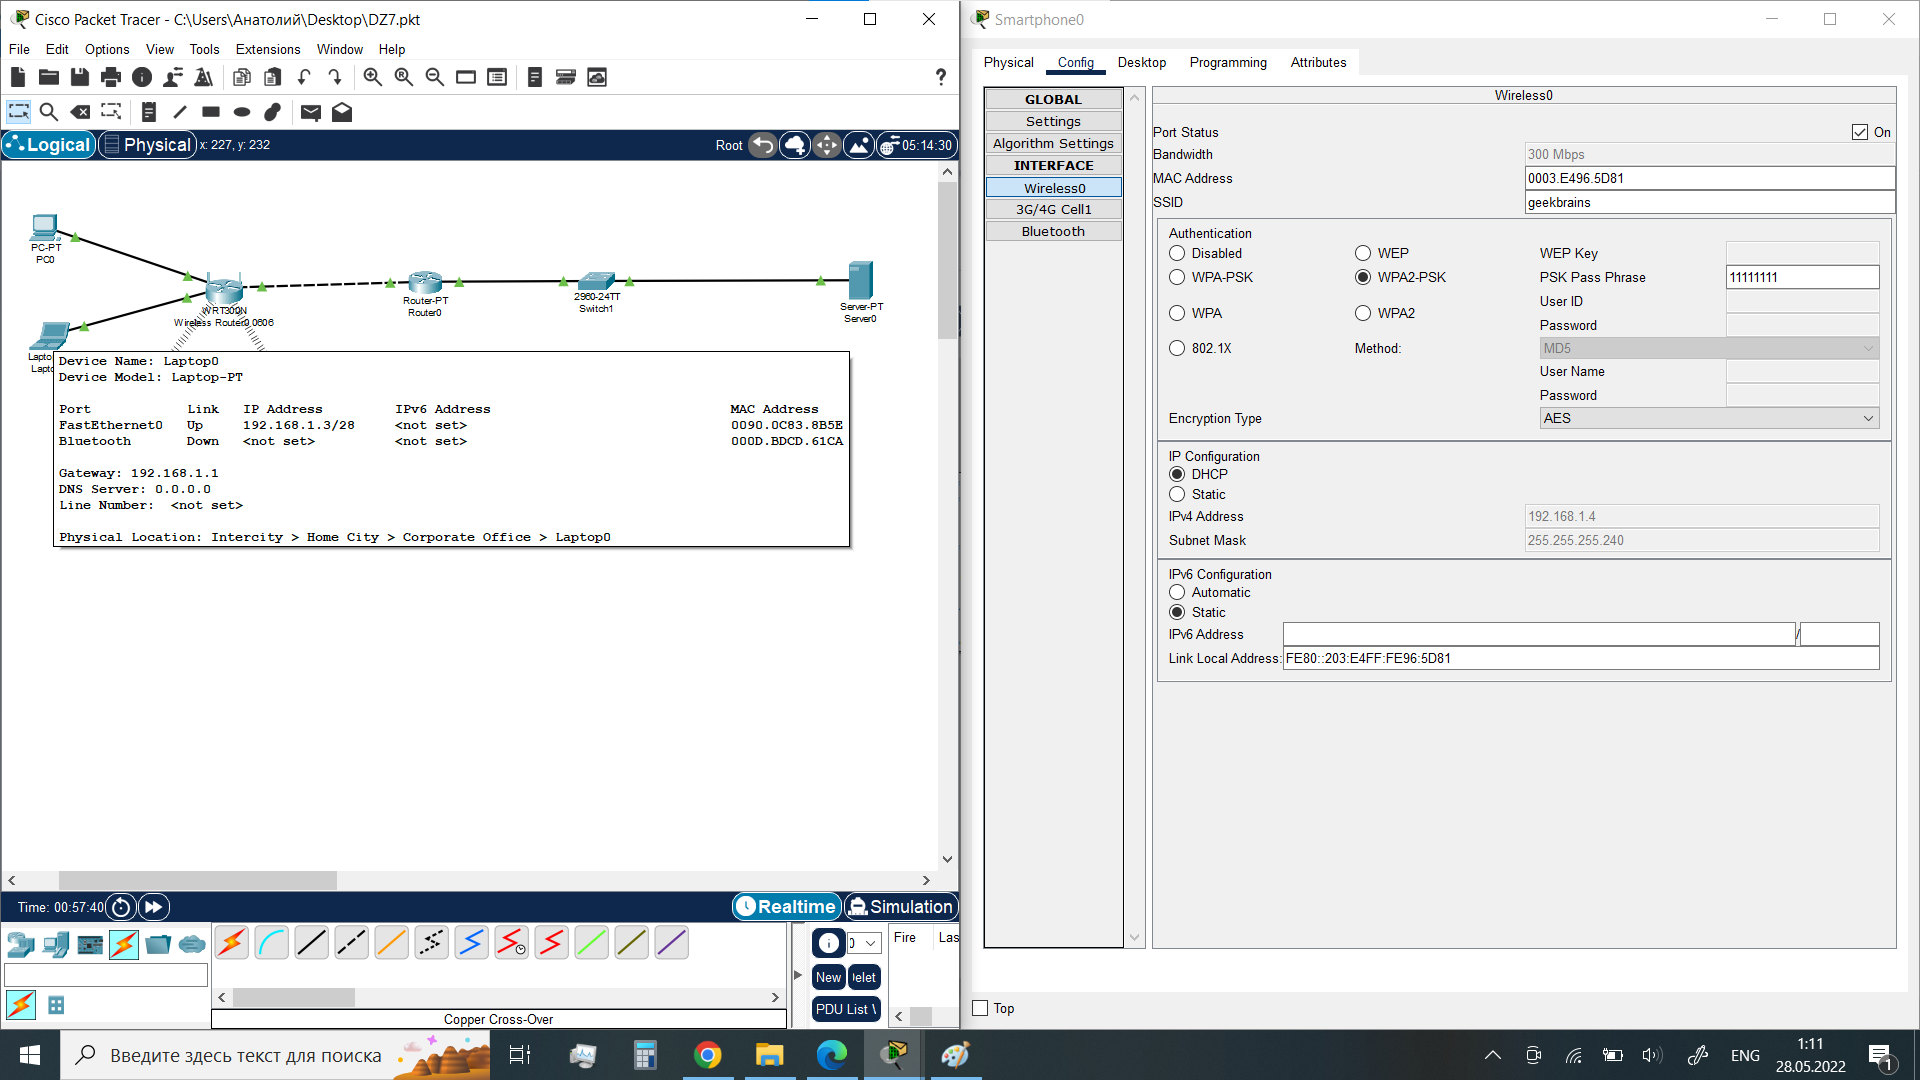 Cisco Packet Tracer - C:\Users\Анатолий\Desktop\DZ7.pkt
File Edit Options View Tools Extensions Window Help
?
Logical Physical x: 227, y: 232 Root 05:14:30
PC-PT
PC0
WRT300N
Wireless Router0 0606
Router-PT
Router0
2960-24TT
Switch1
Server-PT
Server0
Lapto
Lapto
Device Name: Laptop0
Device Model: Laptop-PT
Port Link IP Address IPv6 Address MAC Address
FastEthernet0 Up 192.168.1.3/28 <not set> 0090.0C83.8B5E
Bluetooth Down <not set> <not set> 000D.BDCD.61CA
Gateway: 192.168.1.1
DNS Server: 0.0.0.0
Line Number: <not set>
Physical Location: Intercity > Home City > Corporate Office > Laptop0
Time: 00:57:40 Realtime Simulation
0
Fire Las
New Delet
PDU List
Copper Cross-Over
Smartphone0
Physical Config Desktop Programming Attributes
GLOBAL
Settings
Algorithm Settings
INTERFACE
Wireless0
3G/4G Cell1
Bluetooth
Wireless0
Port Status On
Bandwidth 300 Mbps
MAC Address 0003.E496.5D81
SSID geekbrains
Authentication
Disabled WEP WEP Key
WPA-PSK WPA2-PSK PSK Pass Phrase 11111111
User ID
WPA WPA2
Password
802.1X Method: MD5
User Name
Password
Encryption Type AES
IP Configuration
DHCP
Static
IPv4 Address 192.168.1.4
Subnet Mask 255.255.255.240
IPv6 Configuration
Automatic
Static
IPv6 Address /
Link Local Address: FE80::203:E4FF:FE96:5D81
Top
Введите здесь текст для поиска
ENG
1:11
28.05.2022
1